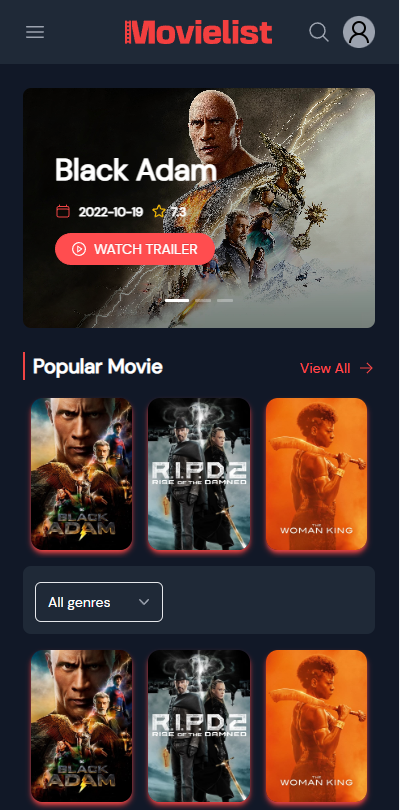 Movielist
Black Adam
2022-10-19 7.3
WATCH TRAILER
Popular Movie
View All
BLACK ADAM
R.I.P.D.2
RISE OF THE DAMNED
THE WOMAN KING
All genres
BLACK ADAM
R.I.P.D.2
RISE OF THE DAMNED
THE WOMAN KING